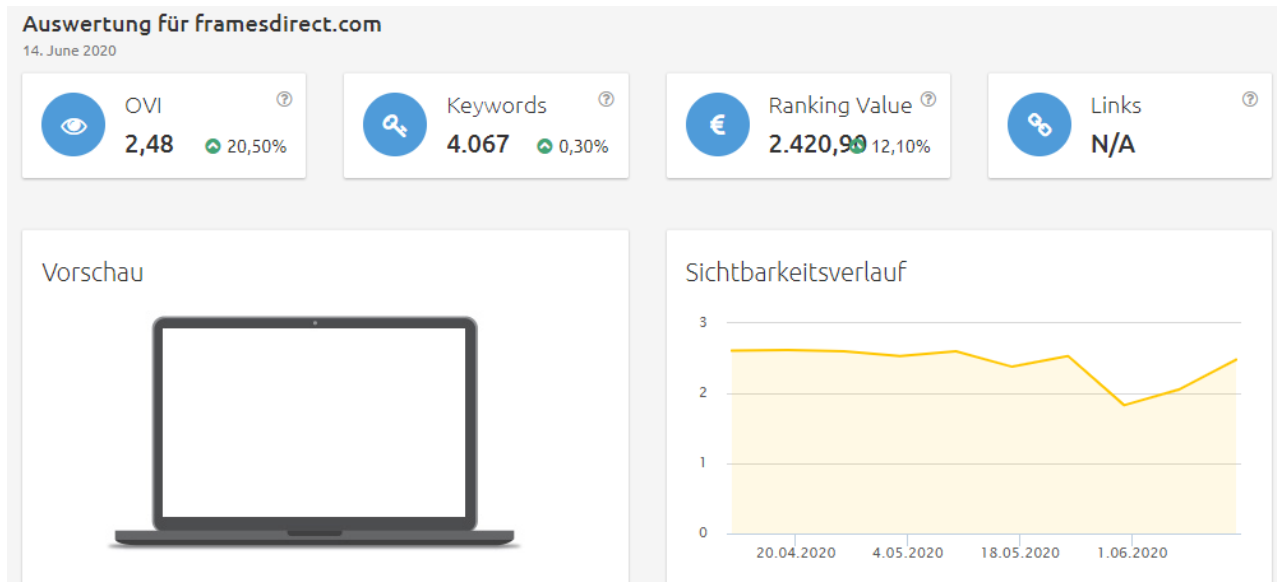 Auswertung für framesdirect.com
14. June 2020
OVI
2,48 20,50%
Keywords
4.067 0,30%
Ranking Value
2.420,90 12,10%
Links
N/A
Vorschau
Sichtbarkeitsverlauf
3
2
1
0
20.04.2020 4.05.2020 18.05.2020 1.06.2020